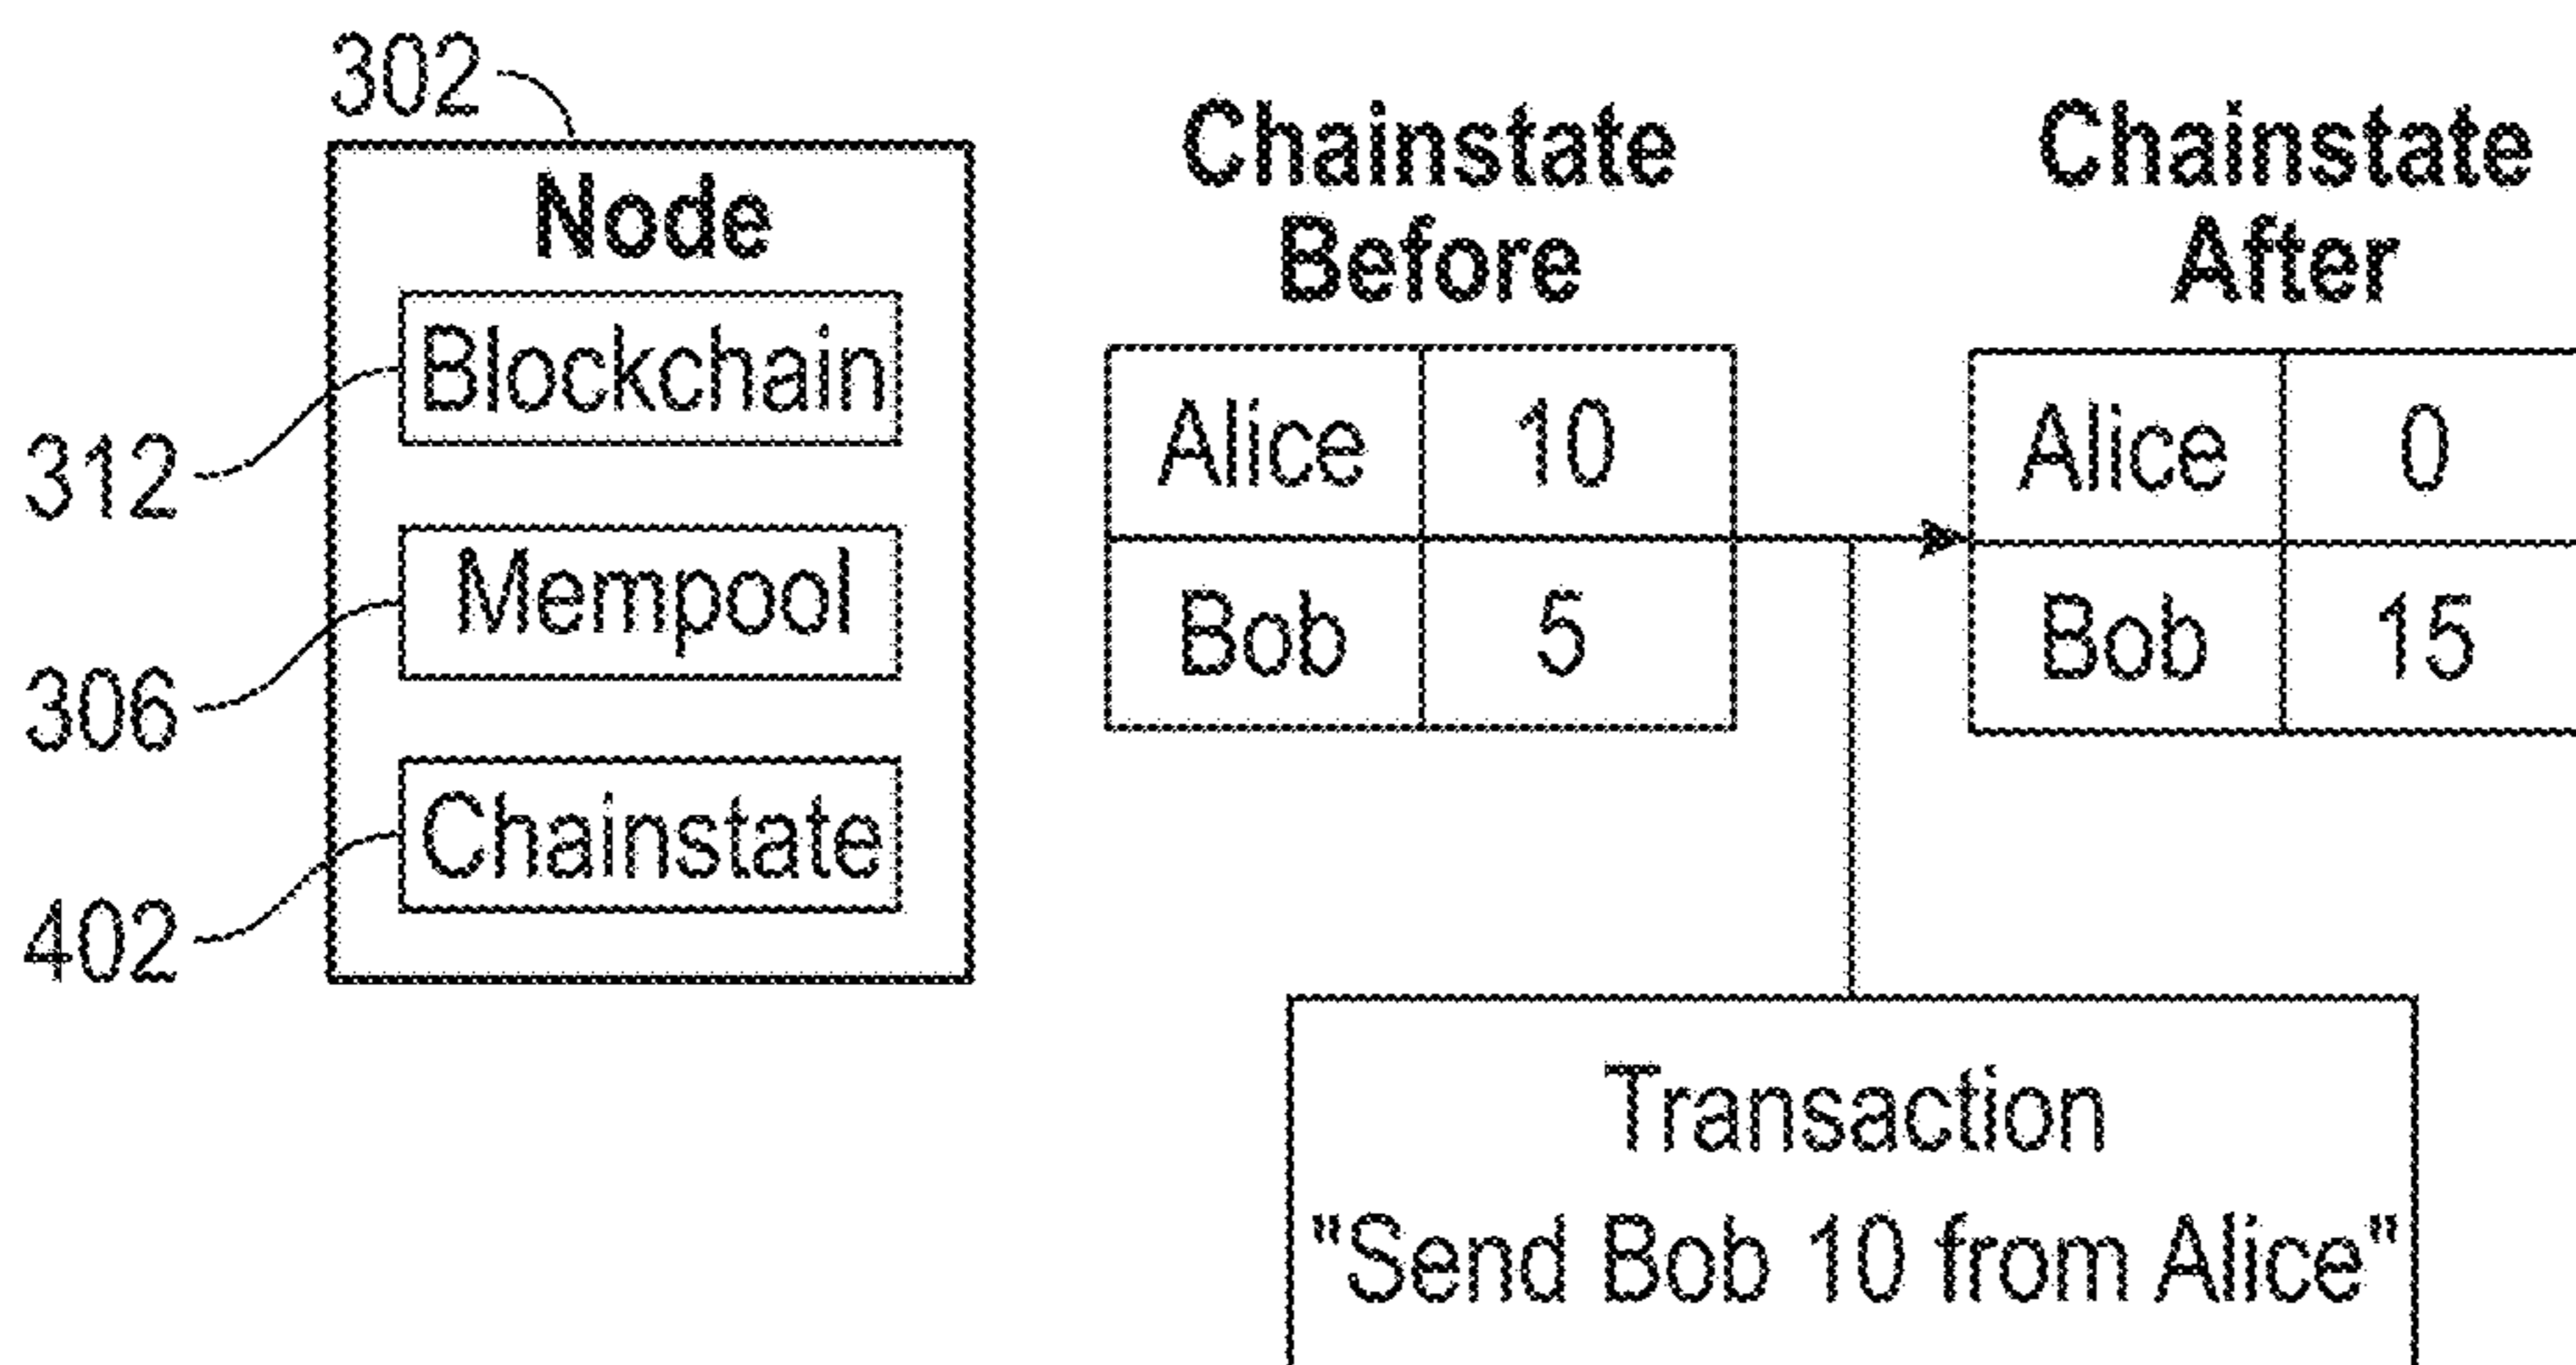 302
Node
Blockchain
312
Mempool
306
Chainstate
402
Chainstate
Before
Alice 10
Bob 5
Chainstate
After
Alice 0
Bob 15
Transaction
"Send Bob 10 from Alice"